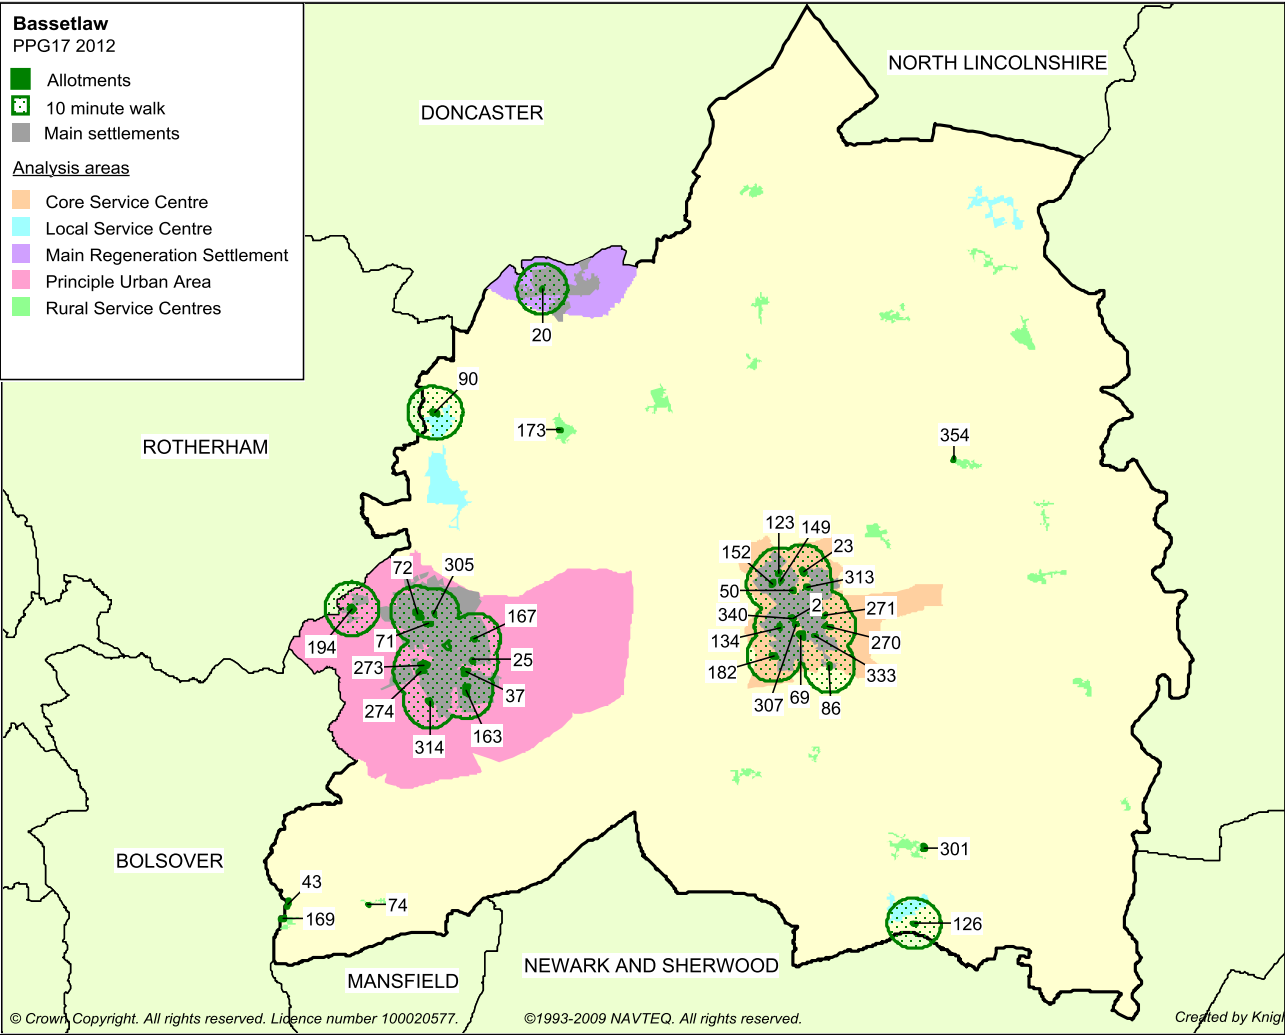 Bassetlaw
PPG17 2012
Allotments
10 minute walk
Main settlements
Analysis areas
Core Service Centre
Local Service Centre
Main Regeneration Settlement
Principle Urban Area
Rural Service Centres
NORTH LINCOLNSHIRE
DONCASTER
20
90
173
ROTHERHAM
354
123
149
152
23
72
305
313
50
2
271
340
167
194
71
134
270
273
25
182
333
37
274
307
69
86
163
314
301
BOLSOVER
43
74
169
126
NEWARK AND SHERWOOD
MANSFIELD
© Crown Copyright. All rights reserved. Licence number 100020577.
©1993-2009 NAVTEQ. All rights reserved.
Created by Knigl